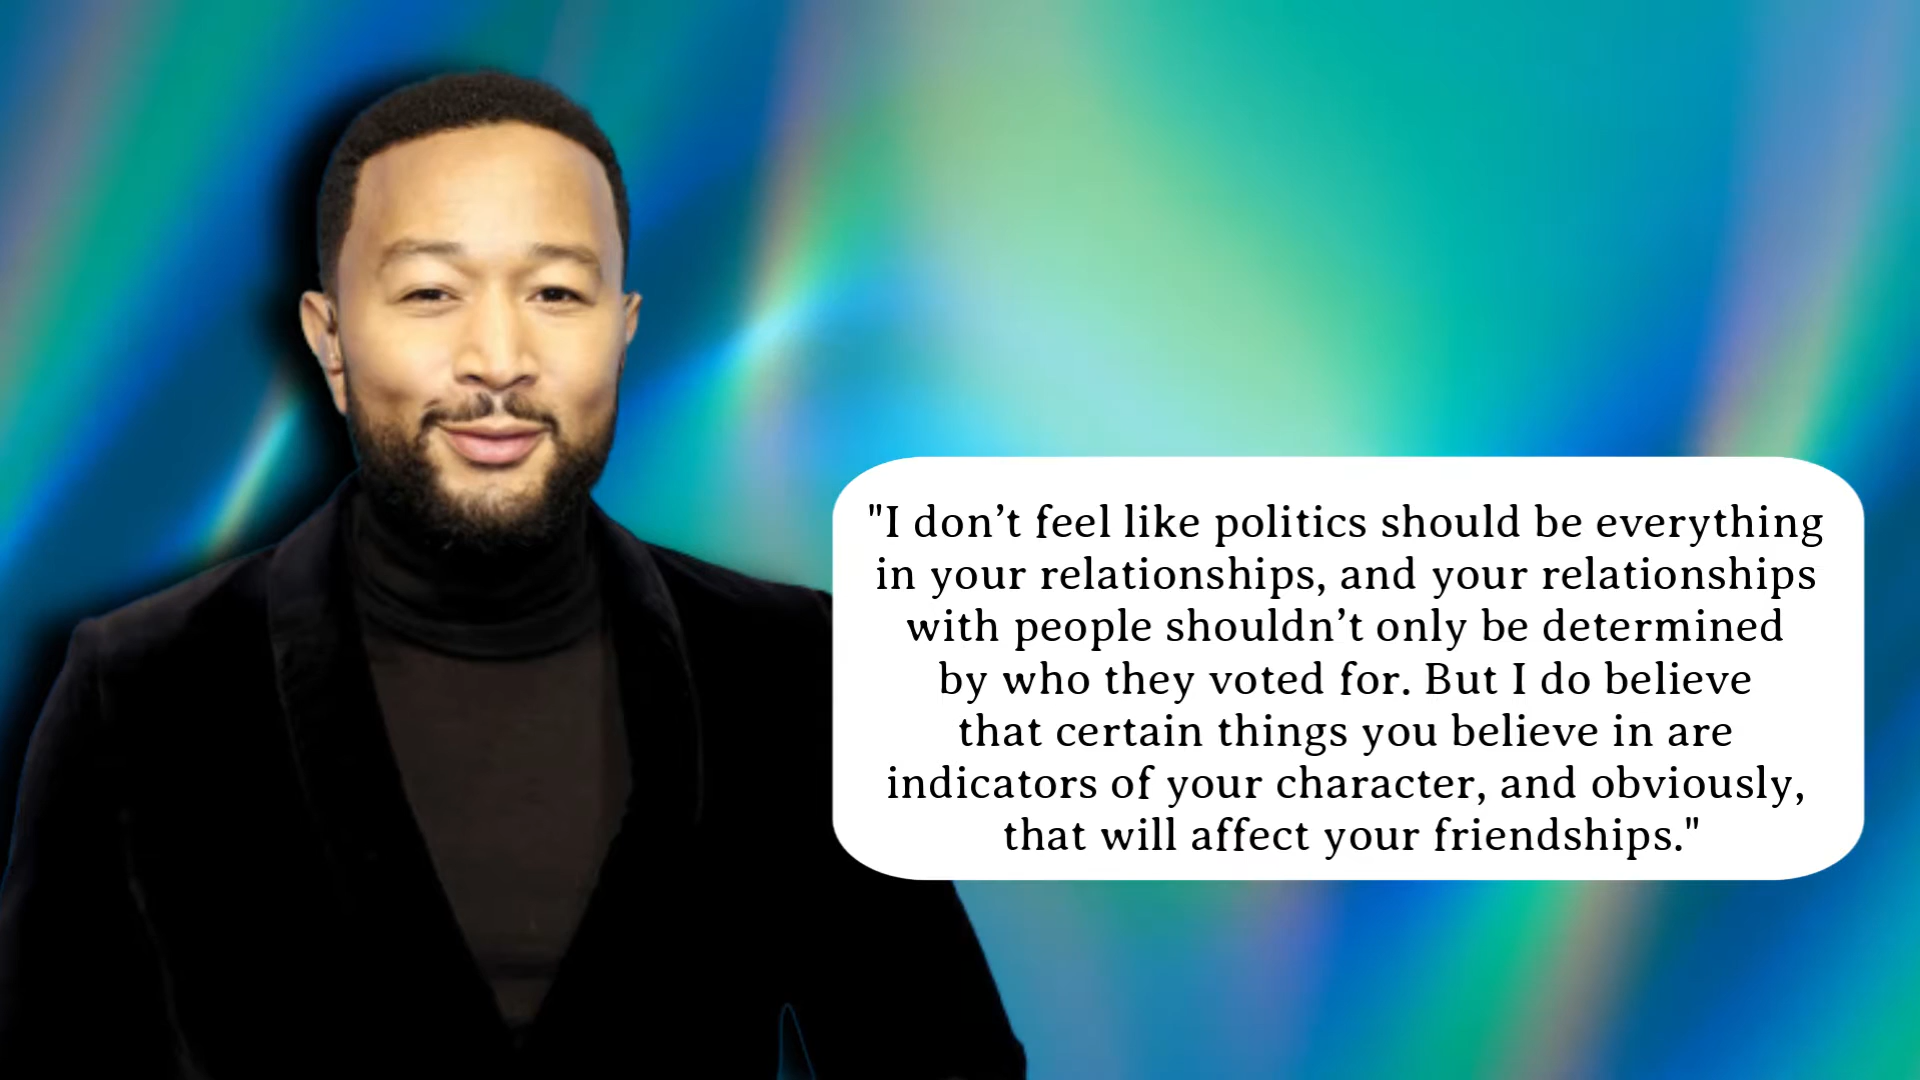 "I don’t feel like politics should be everything
in your relationships, and your relationships
with people shouldn’t only be determined
by who they voted for. But I do believe
that certain things you believe in are
indicators of your character, and obviously,
that will affect your friendships."